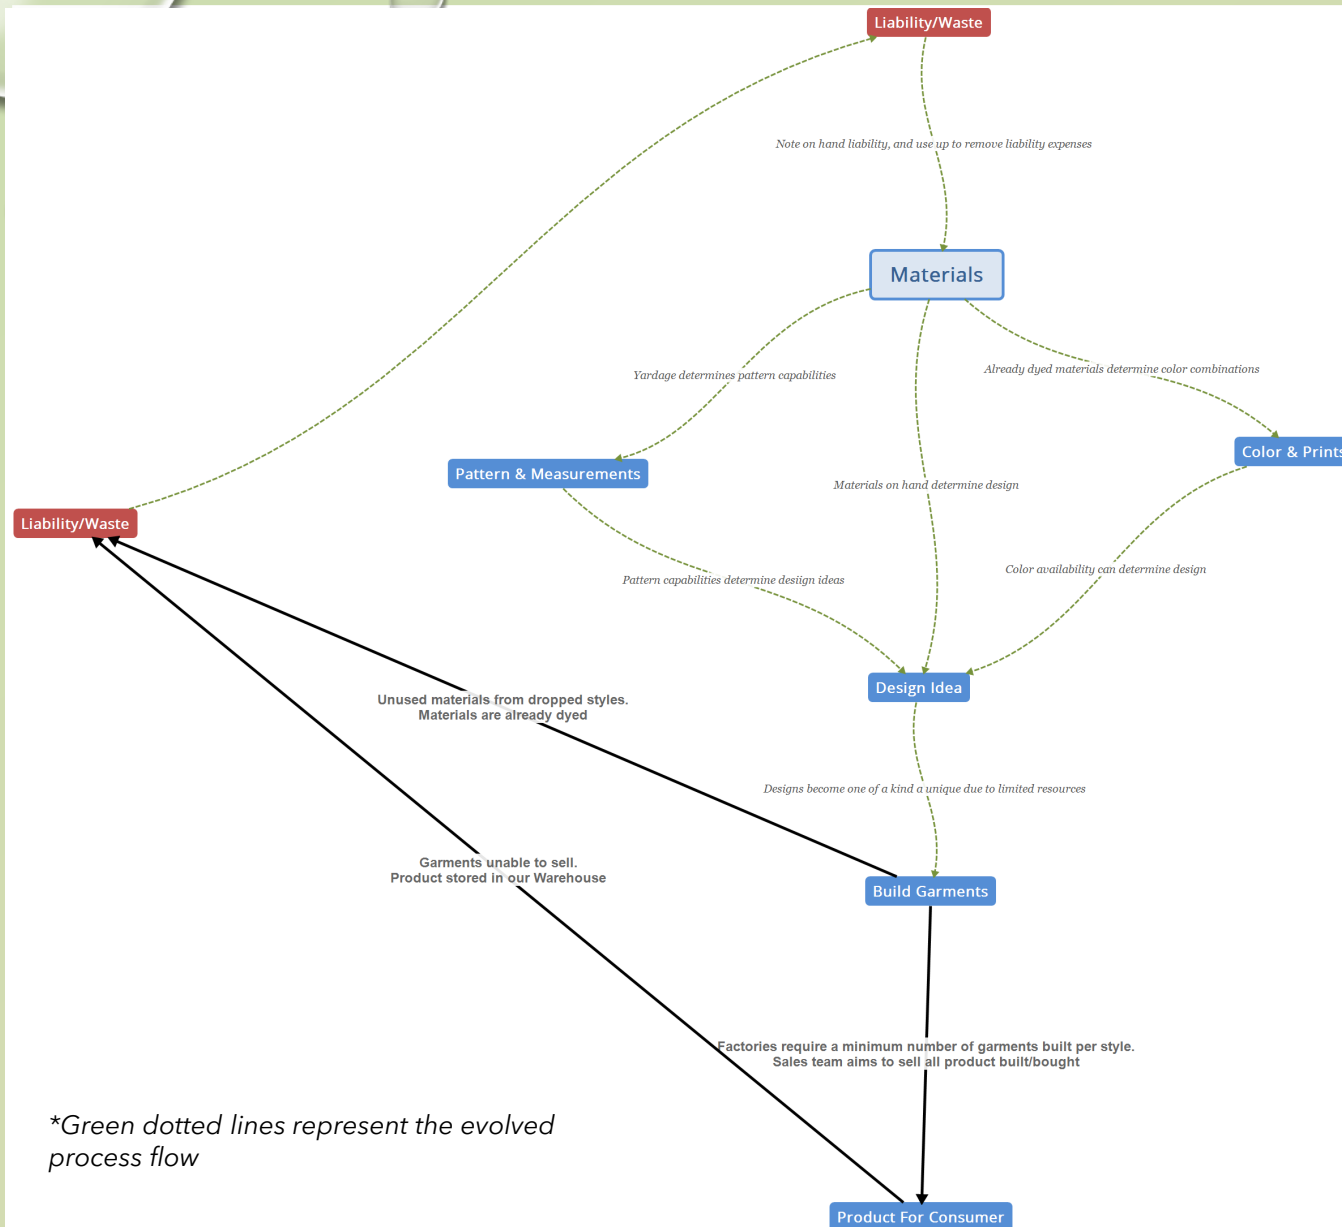 Liability/Waste
Note on hand liability, and use up to remove liability expenses
Materials
Yardage determines pattern capabilities
Already dyed materials determine color combinations
Color & Prints
Pattern & Measurements
Materials on hand determine design
Liability/Waste
Color availability can determine design
Pattern capabilities determine desiign ideas
Design Idea
Unused materials from dropped styles.
Materials are already dyed
Designs become one of a kind a unique due to limited resources
Garments unable to sell.
Product stored in our Warehouse
Build Garments
Factories require a minimum number of garments built per style.
Sales team aims to sell all product built/bought
*Green dotted lines represent the evolved
process flow
Product For Consumer